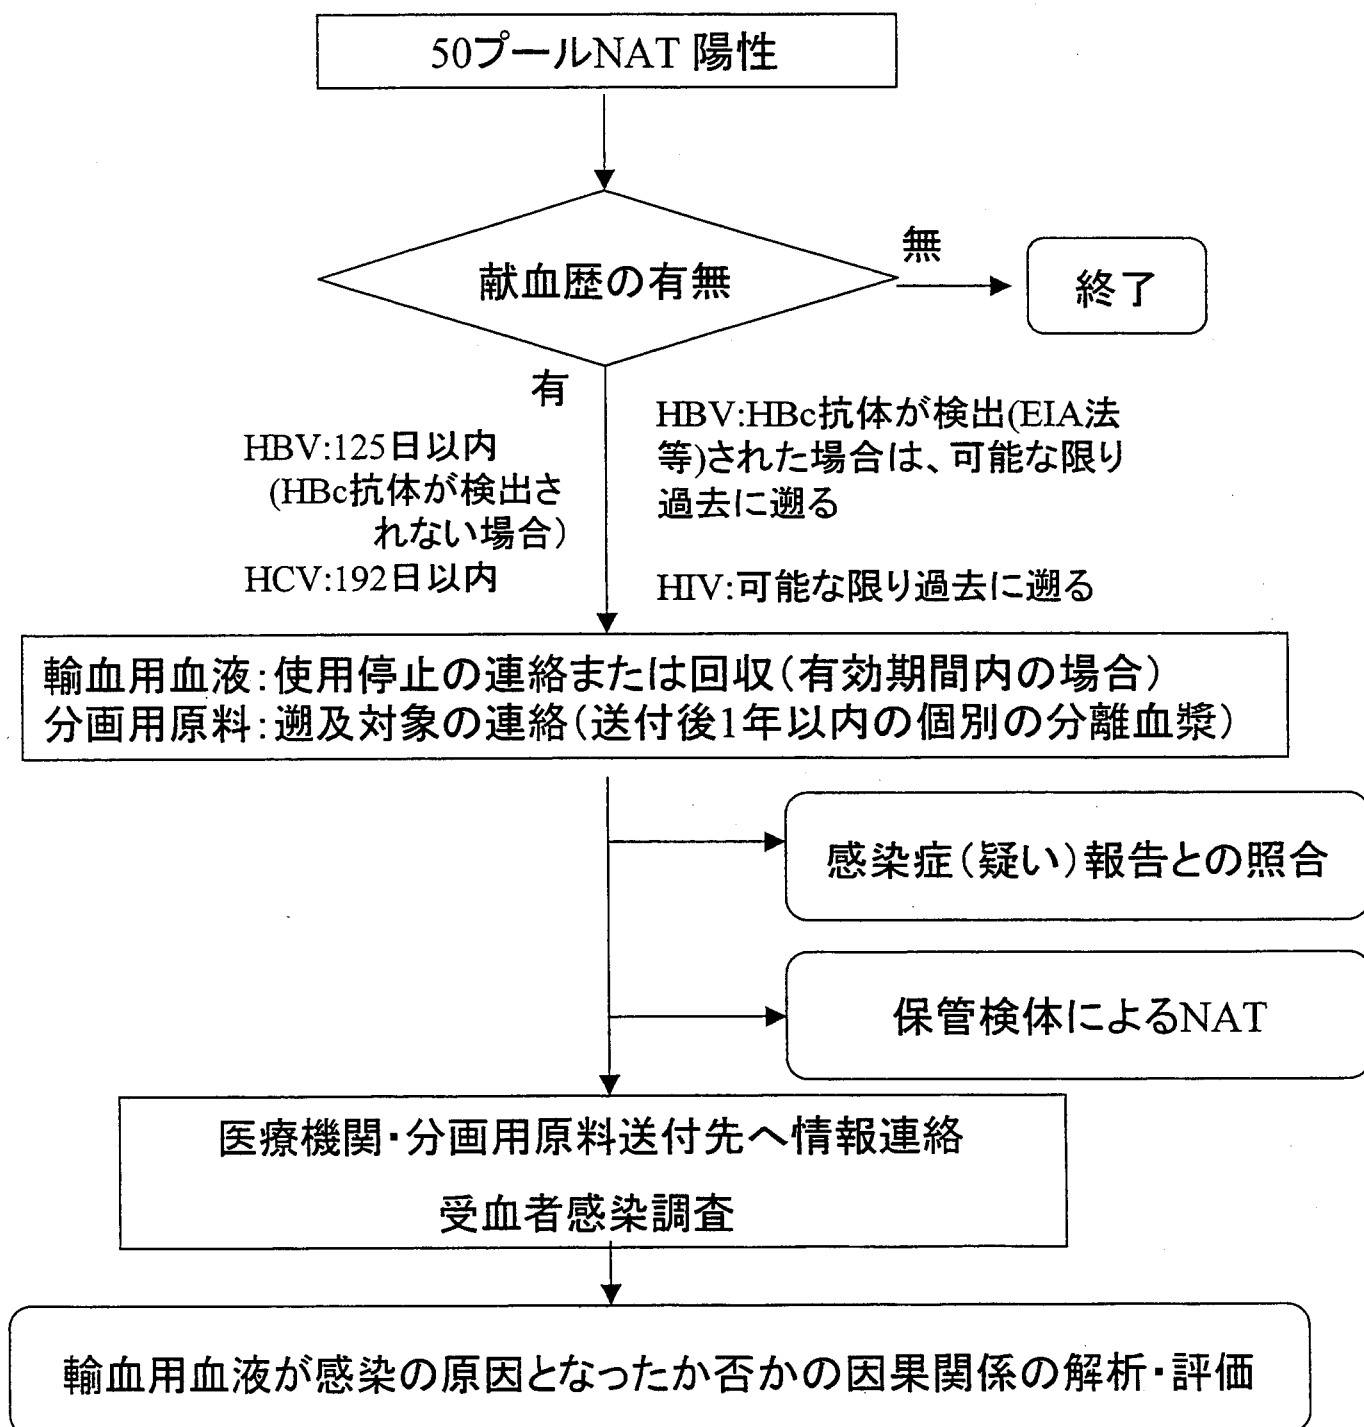 50プールNAT 陽性
献血歴の有無
無
終了
有
HBV:125日以内
(HBc抗体が検出さ
れない場合）
HCV:192日以内
HBV:HBc抗体が検出(EIA法
等)された場合は、可能な限り
過去に遡る
HIV:可能な限り過去に遡る
輸血用血液：使用停止の連絡または回収（有効期間内の場合）
分画用原料：遡及対象の連絡（送付後1年以内の個別の分離血漿）
感染症（疑い）報告との照合
保管検体によるNAT
医療機関・分画用原料送付先へ情報連絡
受血者感染調査
輸血用血液が感染の原因となったか否かの因果関係の解析・評価